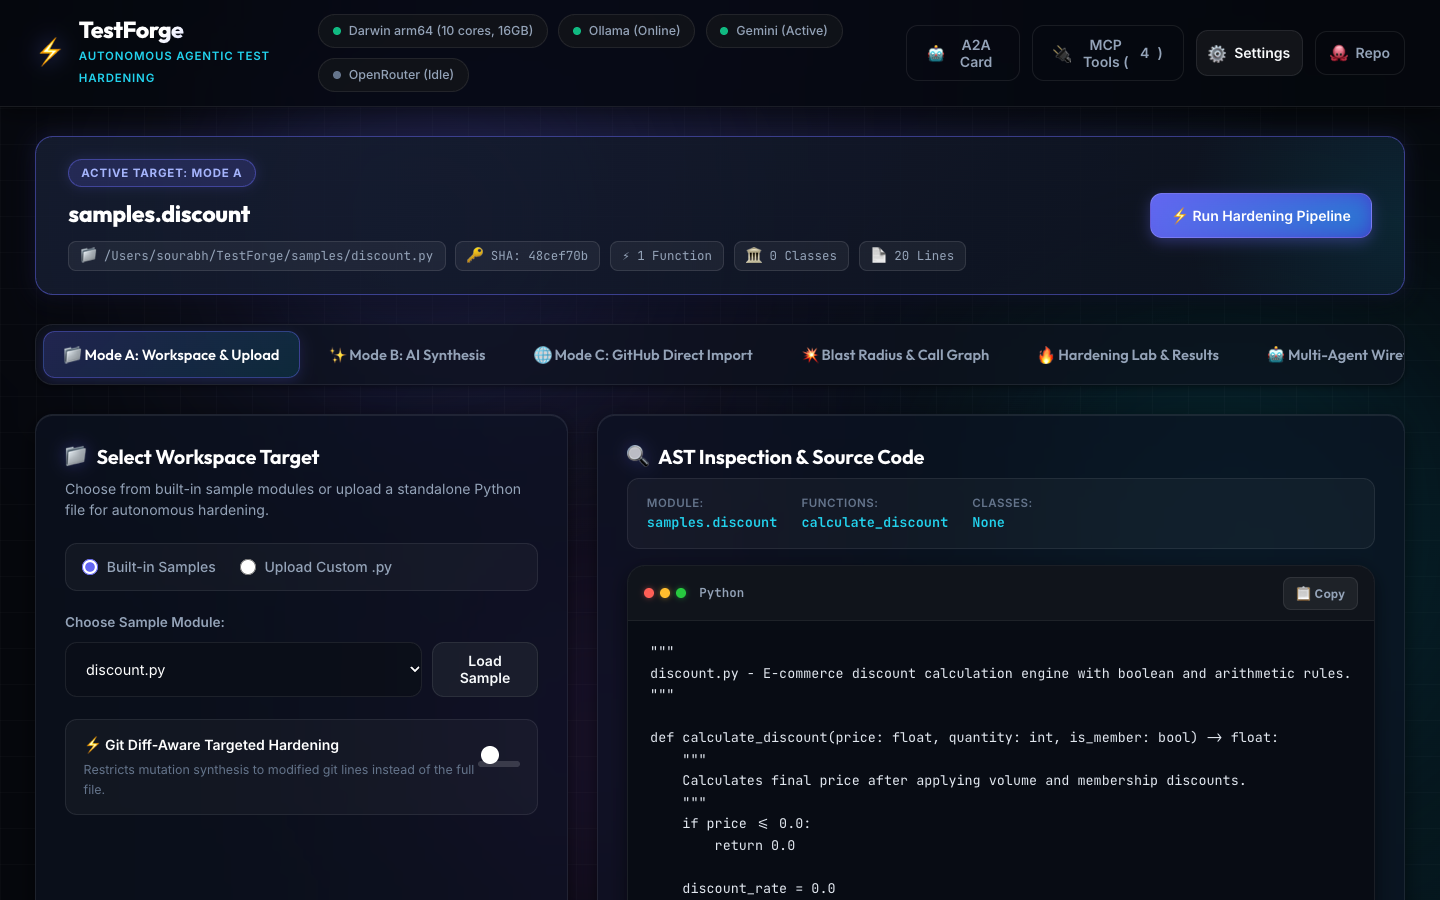 TestForge
AUTONOMOUS AGENTIC TEST
HARDENING
Darwin arm64 (10 cores, 16GB)
Ollama (Online)
Gemini (Active)
OpenRouter (Idle)
A2A
Card
MCP
Tools ( 4 )
Settings
Repo
ACTIVE TARGET: MODE A
samples.discount
/Users/sourabh/TestForge/samples/discount.py
SHA: 48cef70b
⚡ 1 Function
0 Classes
20 Lines
⚡ Run Hardening Pipeline
Mode A: Workspace & Upload
Mode B: AI Synthesis
Mode C: GitHub Direct Import
Blast Radius & Call Graph
Hardening Lab & Results
Multi-Agent Wire
Select Workspace Target
Choose from built-in sample modules or upload a standalone Python
file for autonomous hardening.
Built-in Samples
Upload Custom .py
Choose Sample Module:
discount.py
Load
Sample
⚡ Git Diff-Aware Targeted Hardening
Restricts mutation synthesis to modified git lines instead of the full
file.
AST Inspection & Source Code
MODULE:
samples.discount
FUNCTIONS:
calculate_discount
CLASSES:
None
Python
Copy
"""
discount.py - E-commerce discount calculation engine with boolean and arithmetic rules.
"""
def calculate_discount(price: float, quantity: int, is_member: bool) -> float:
"""
Calculates final price after applying volume and membership discounts.
"""
if price <= 0.0:
return 0.0
discount_rate = 0.0